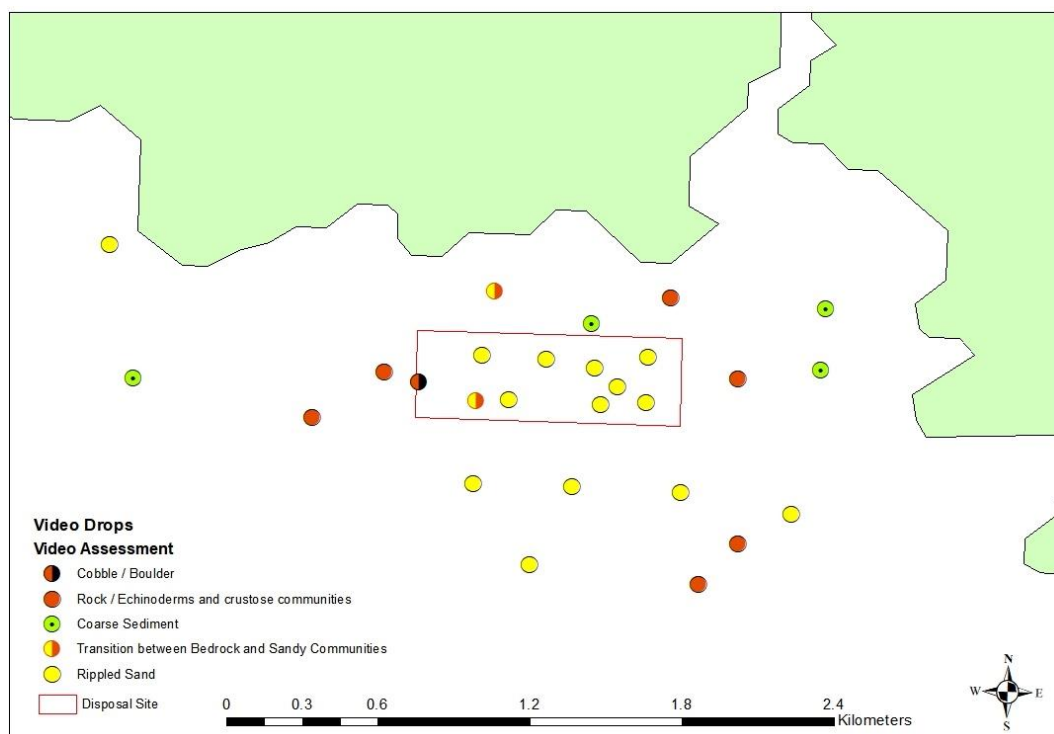 Video Drops
Video Assessment
Cobble / Boulder
Rock / Echinoderms and crustose communities
Coarse Sediment
Transition between Bedrock and Sandy Communities
Rippled Sand
Disposal Site
0 0.3 0.6 1.2 1.8 2.4
Kilometers
N
W E
S